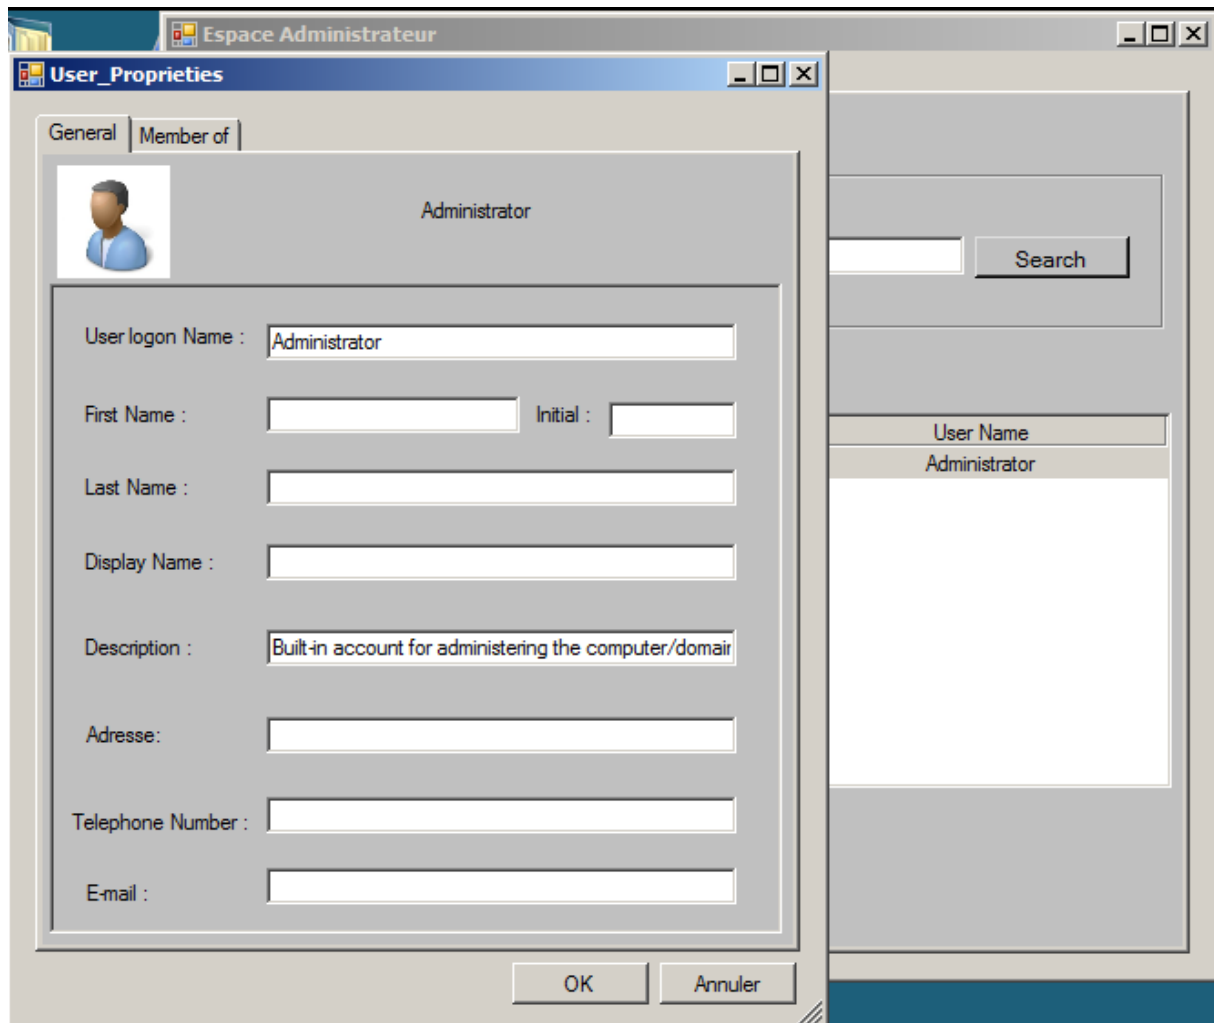 Espace Administrateur
User_Proprieties
General
Member of
Administrator
Search
User logon Name :
Administrator
First Name :
Initial :
User Name
Administrator
Last Name :
Display Name :
Description :
Built-in account for administering the computer/domain
Adresse:
Telephone Number :
E-mail :
OK
Annuler